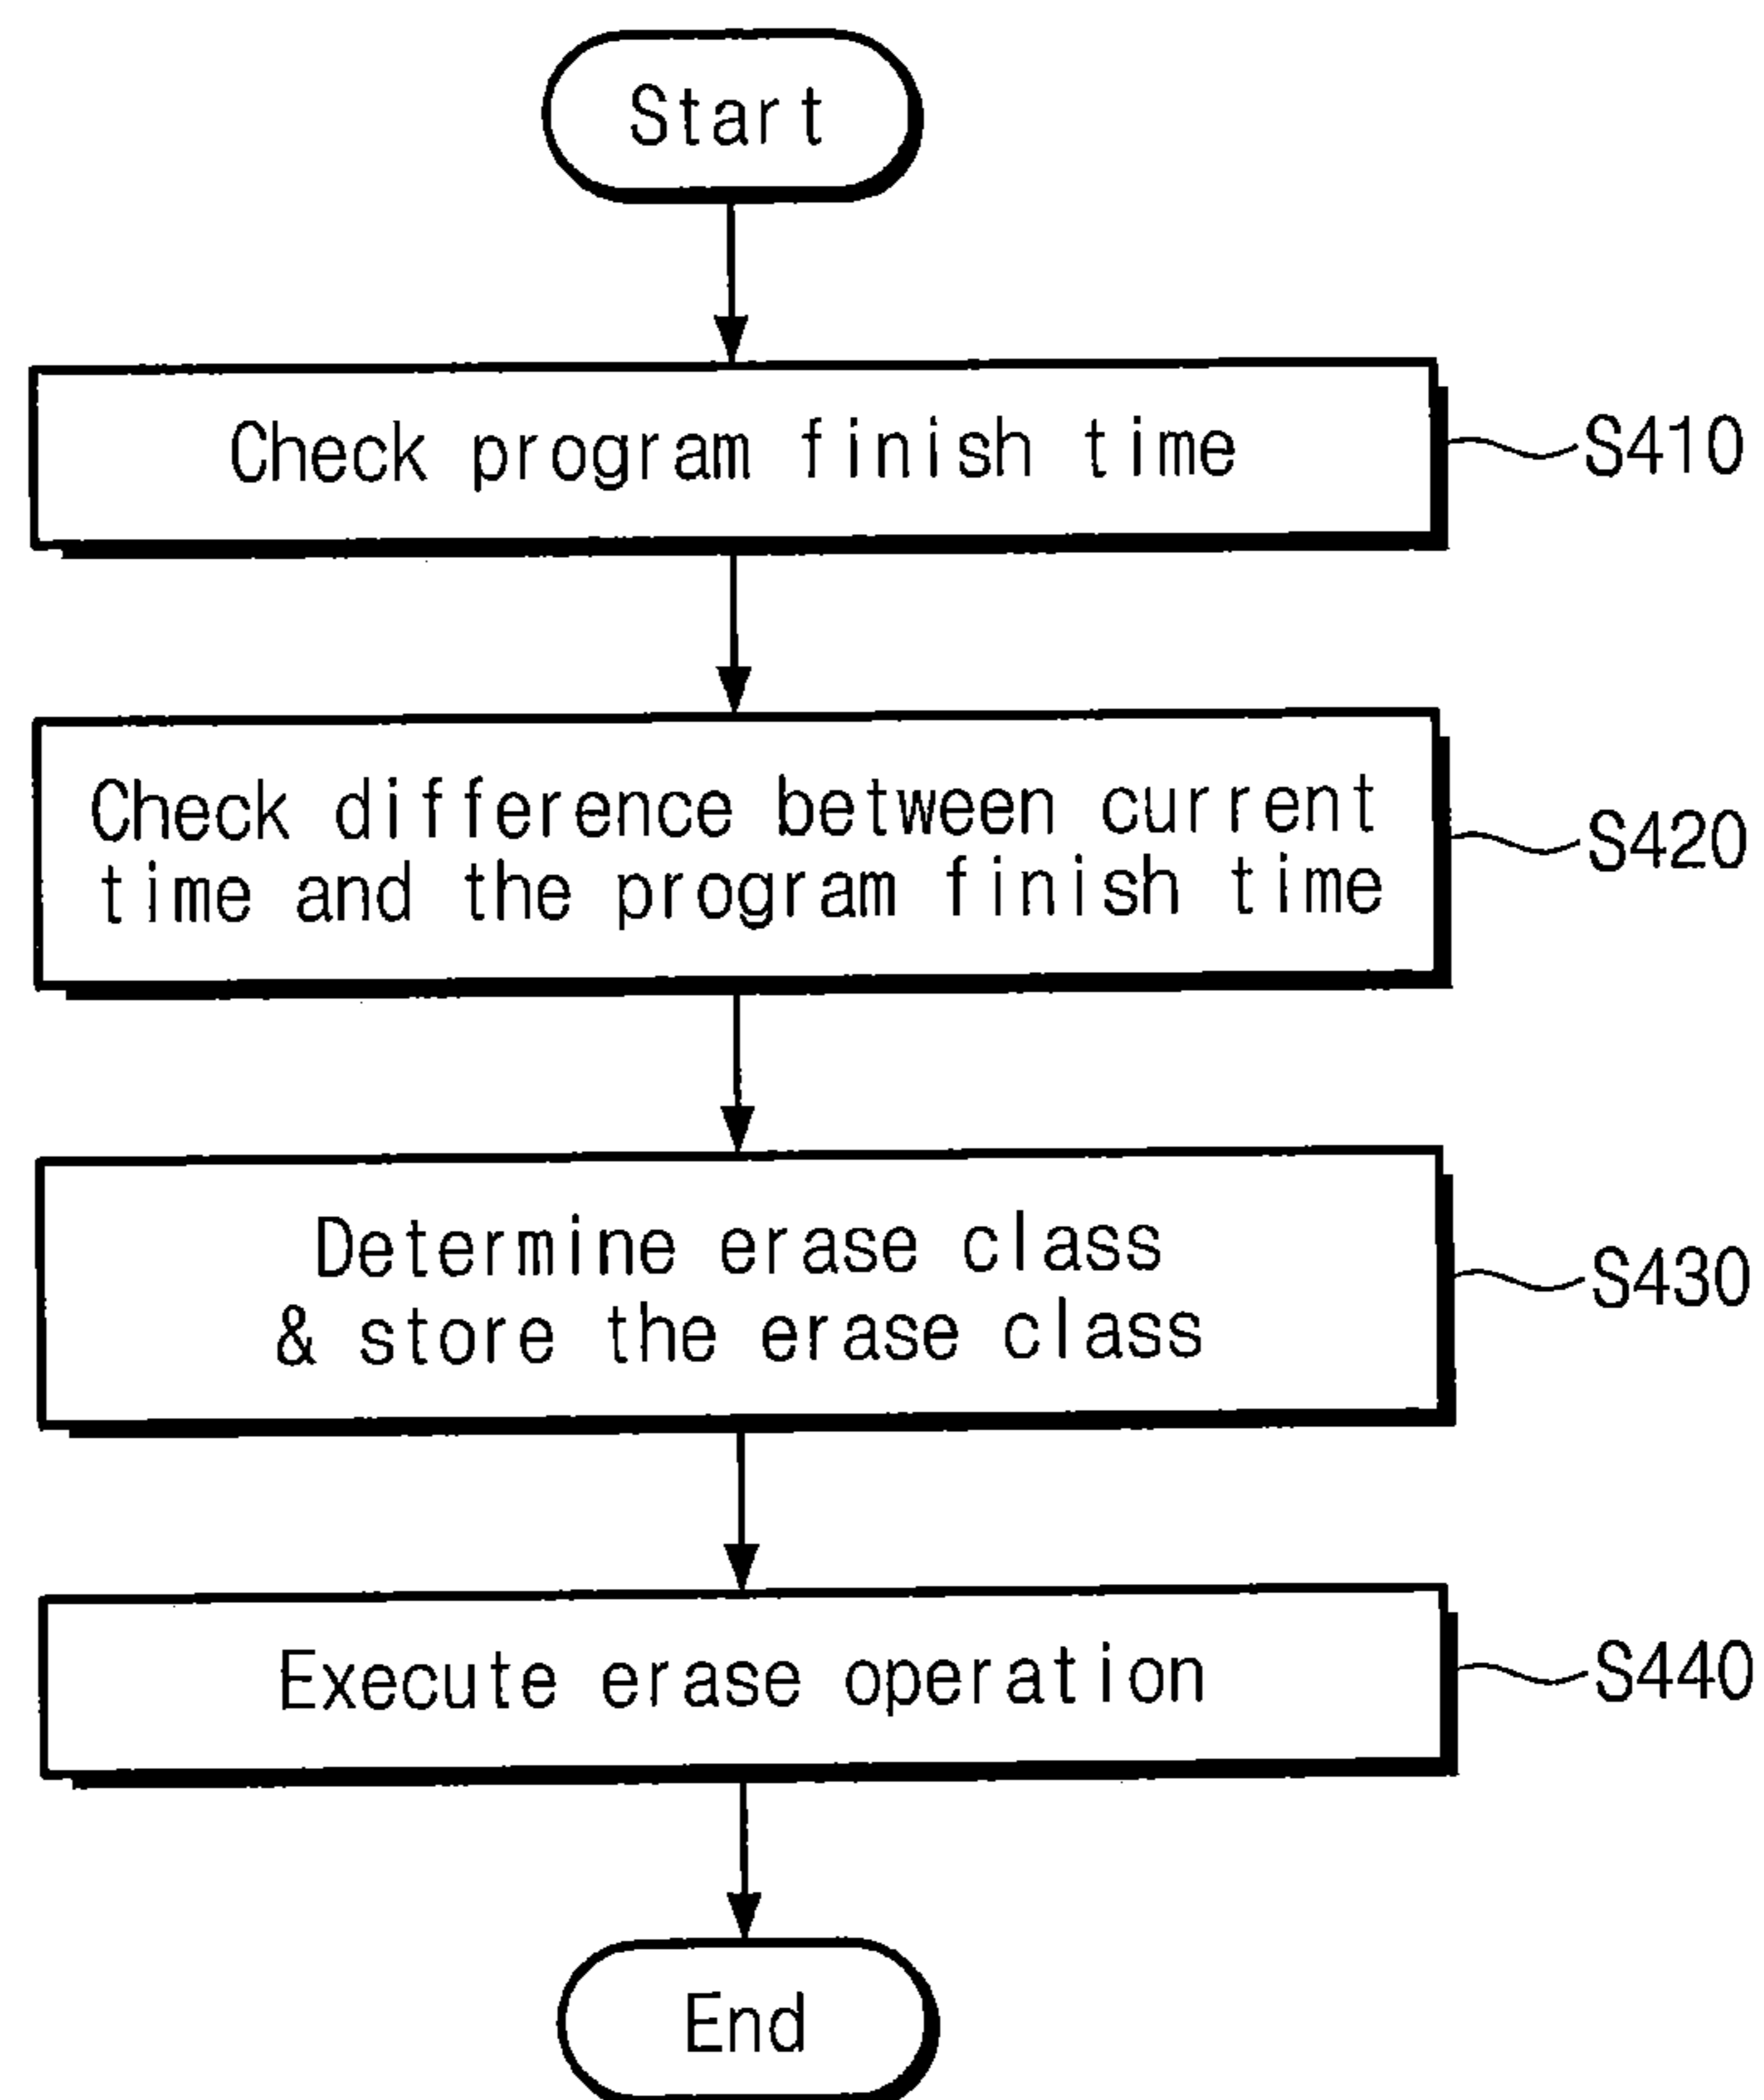 Start
Check program finish time
S410
Check difference between current
time and the program finish time
S420
Determine erase class
& store the erase class
S430
Execute erase operation
S440
End